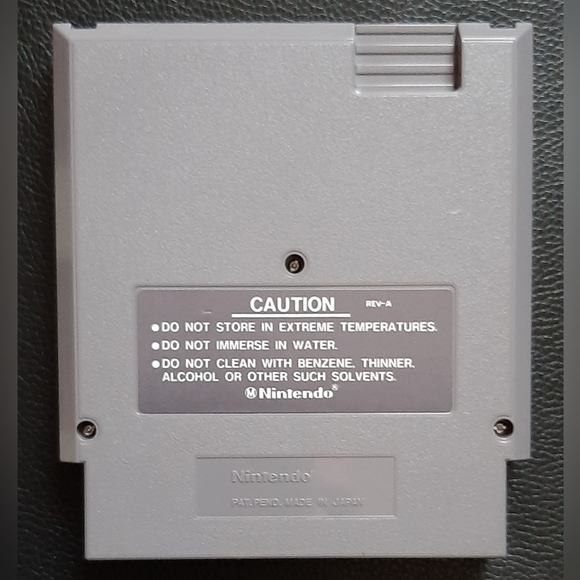 CAUTION REV-A
●DO NOT STORE IN EXTREME TEMPERATURES.
●DO NOT IMMERSE IN WATER.
●DO NOT CLEAN WITH BENZENE, THINNER,
ALCOHOL OR OTHER SUCH SOLVENTS.
Ⓜ Nintendo®
Nintendo®
PAT. PEND. MADE IN JAPAN